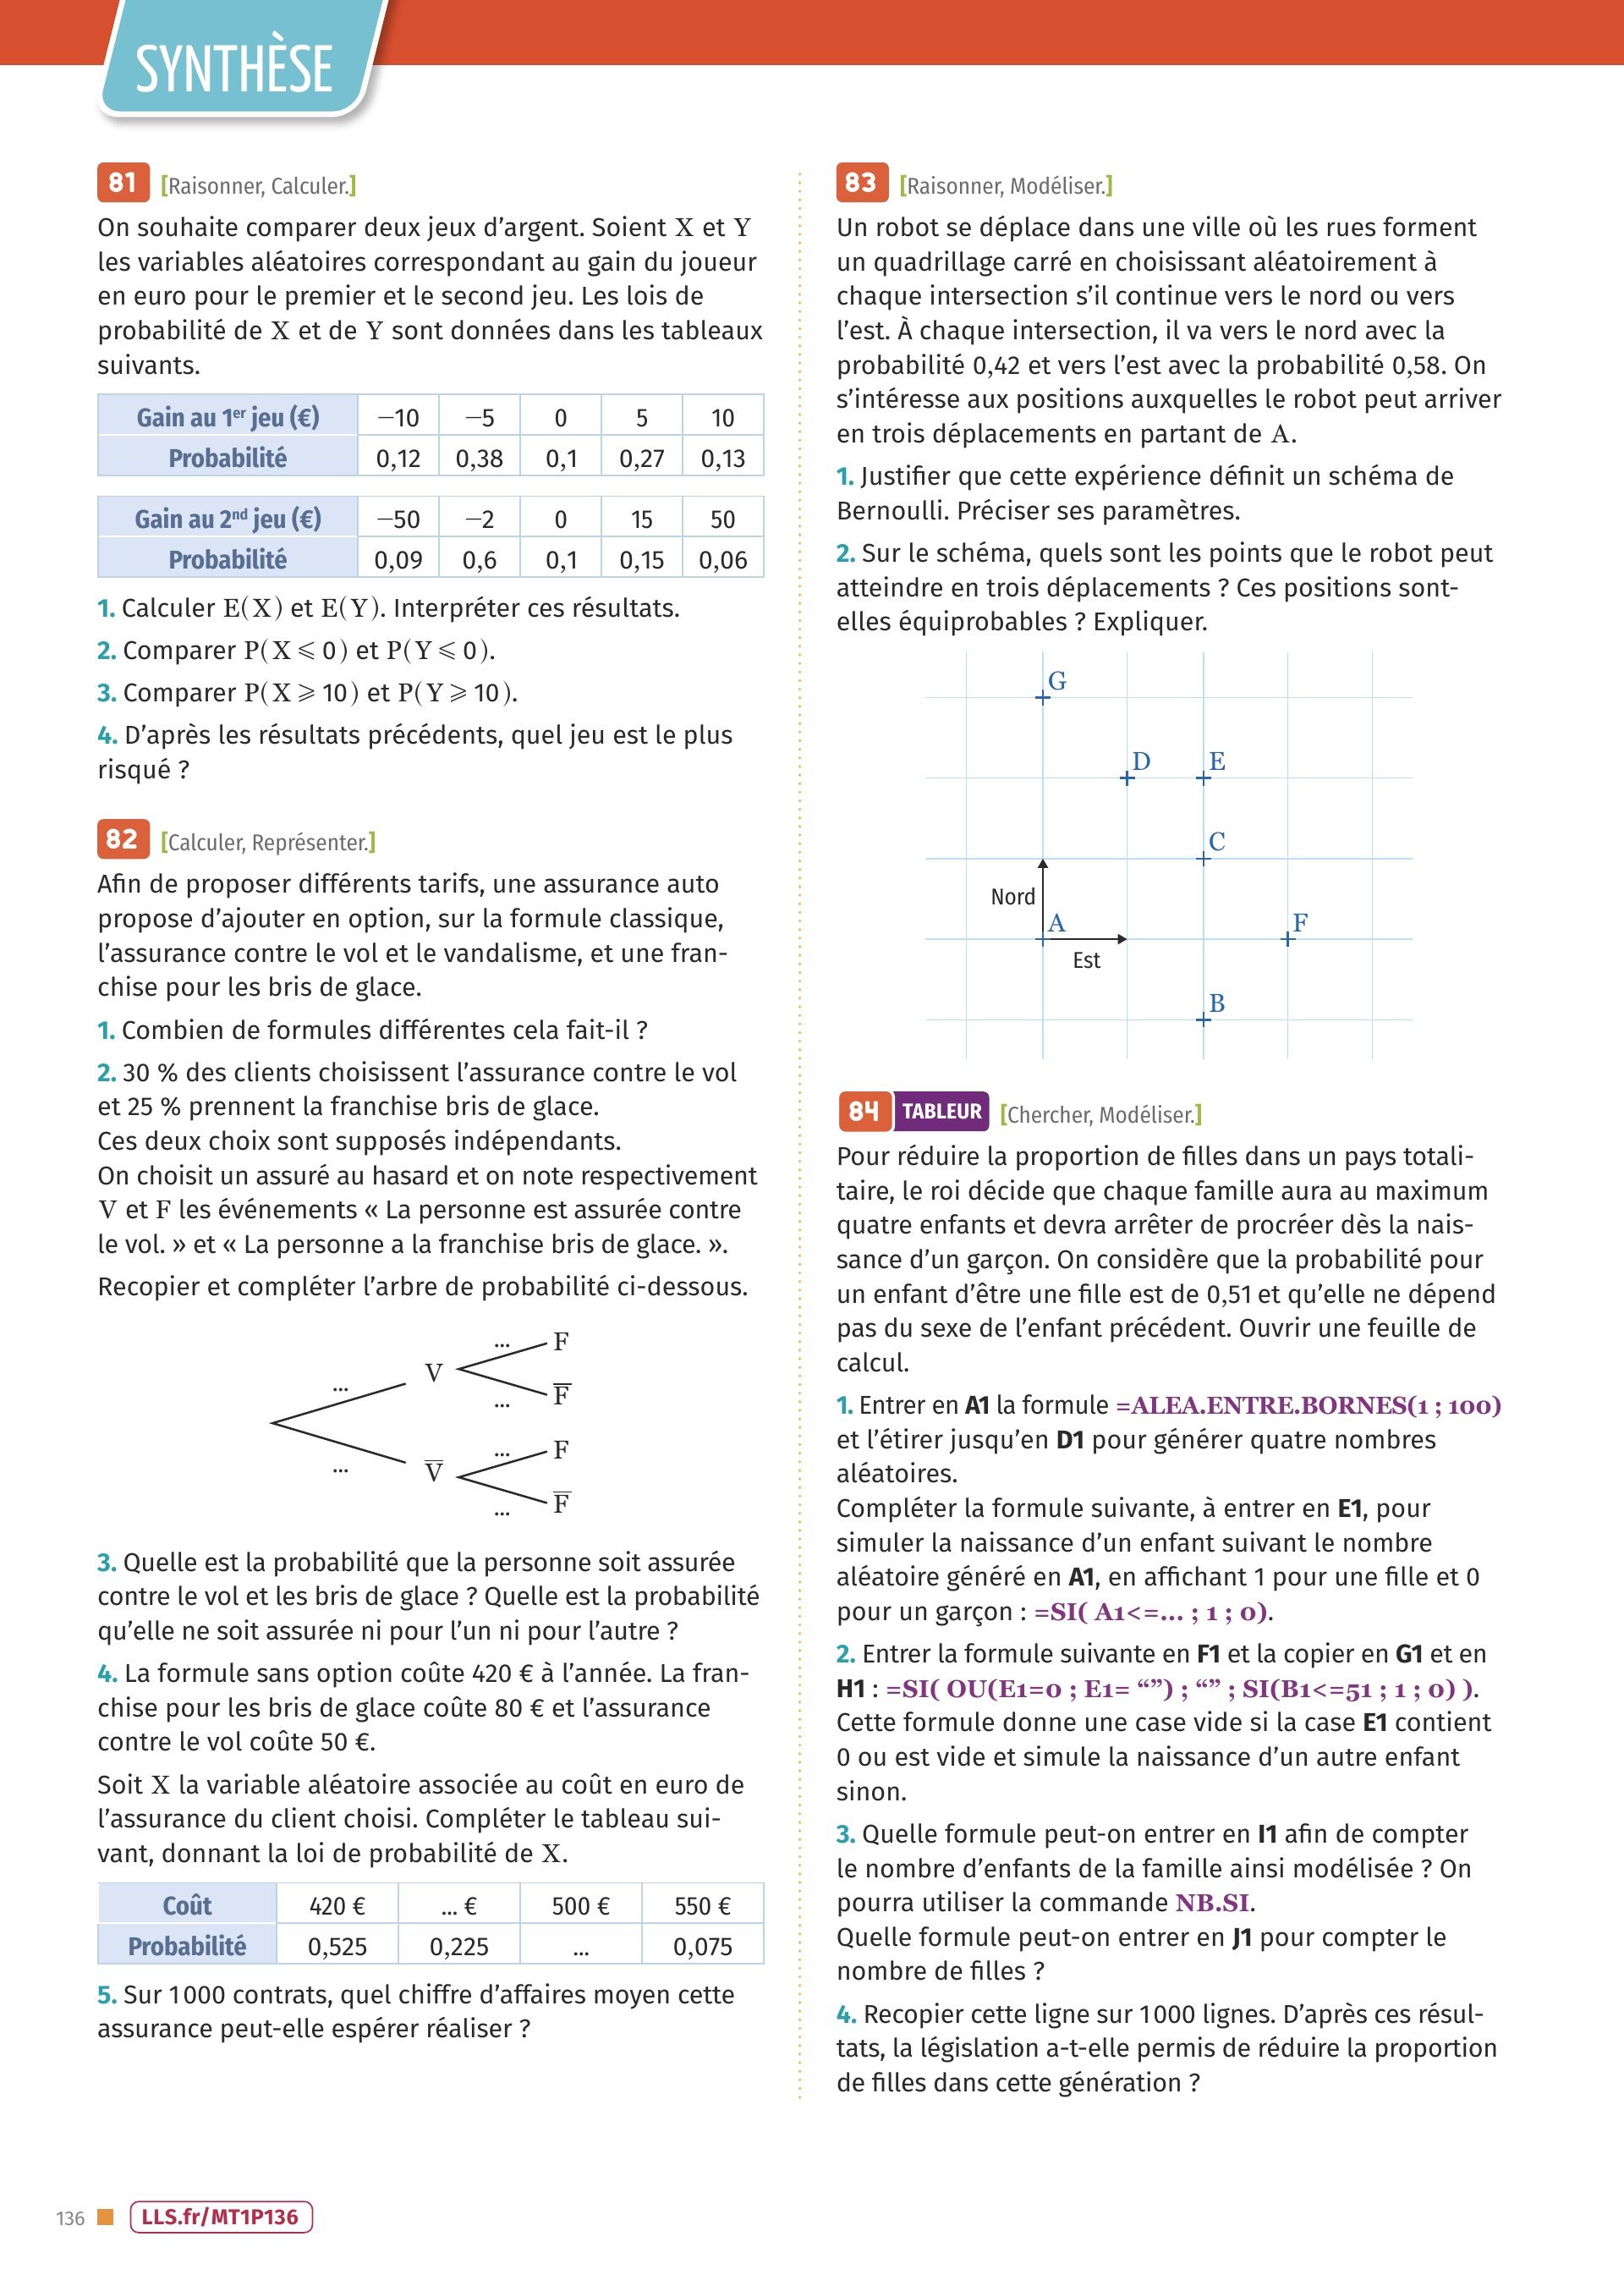 SYNTHÈSE
81 [Raisonner, Calculer.]
On souhaite comparer deux jeux d’argent. Soient X et Y
les variables aléatoires correspondant au gain du joueur
en euro pour le premier et le second jeu. Les lois de
probabilité de X et de Y sont données dans les tableaux
suivants.
Gain au 1er jeu (€) −10 −5 0 5 10
Probabilité 0,12 0,38 0,1 0,27 0,13
Gain au 2nd jeu (€) −50 −2 0 15 50
Probabilité 0,09 0,6 0,1 0,15 0,06
1. Calculer E(X) et E(Y). Interpréter ces résultats.
2. Comparer P(X ⩽ 0) et P(Y ⩽ 0).
3. Comparer P(X ⩾ 10) et P(Y ⩾ 10).
4. D’après les résultats précédents, quel jeu est le plus
risqué ?
82 [Calculer, Représenter.]
Afin de proposer différents tarifs, une assurance auto
propose d’ajouter en option, sur la formule classique,
l’assurance contre le vol et le vandalisme, et une fran-
chise pour les bris de glace.
1. Combien de formules différentes cela fait-il ?
2. 30 % des clients choisissent l’assurance contre le vol
et 25 % prennent la franchise bris de glace.
Ces deux choix sont supposés indépendants.
On choisit un assuré au hasard et on note respectivement
V et F les événements « La personne est assurée contre
le vol. » et « La personne a la franchise bris de glace. ».
Recopier et compléter l’arbre de probabilité ci-dessous.
... F
... V
... F̅
... F
... V̅
... F̅
3. Quelle est la probabilité que la personne soit assurée
contre le vol et les bris de glace ? Quelle est la probabilité
qu’elle ne soit assurée ni pour l’un ni pour l’autre ?
4. La formule sans option coûte 420 € à l’année. La fran-
chise pour les bris de glace coûte 80 € et l’assurance
contre le vol coûte 50 €.
Soit X la variable aléatoire associée au coût en euro de
l’assurance du client choisi. Compléter le tableau sui-
vant, donnant la loi de probabilité de X.
Coût 420 € ... € 500 € 550 €
Probabilité 0,525 0,225 ... 0,075
5. Sur 1 000 contrats, quel chiffre d’affaires moyen cette
assurance peut-elle espérer réaliser ?
83 [Raisonner, Modéliser.]
Un robot se déplace dans une ville où les rues forment
un quadrillage carré en choisissant aléatoirement à
chaque intersection s’il continue vers le nord ou vers
l’est. À chaque intersection, il va vers le nord avec la
probabilité 0,42 et vers l’est avec la probabilité 0,58. On
s’intéresse aux positions auxquelles le robot peut arriver
en trois déplacements en partant de A.
1. Justifier que cette expérience définit un schéma de
Bernoulli. Préciser ses paramètres.
2. Sur le schéma, quels sont les points que le robot peut
atteindre en trois déplacements ? Ces positions sont-
elles équiprobables ? Expliquer.
G
D E
C
Nord
A F
Est
B
84 TABLEUR [Chercher, Modéliser.]
Pour réduire la proportion de filles dans un pays totali-
taire, le roi décide que chaque famille aura au maximum
quatre enfants et devra arrêter de procréer dès la nais-
sance d’un garçon. On considère que la probabilité pour
un enfant d’être une fille est de 0,51 et qu’elle ne dépend
pas du sexe de l’enfant précédent. Ouvrir une feuille de
calcul.
1. Entrer en A1 la formule =ALEA.ENTRE.BORNES(1 ; 100)
et l’étirer jusqu’en D1 pour générer quatre nombres
aléatoires.
Compléter la formule suivante, à entrer en E1, pour
simuler la naissance d’un enfant suivant le nombre
aléatoire généré en A1, en affichant 1 pour une fille et 0
pour un garçon : =SI( A1<=... ; 1 ; 0).
2. Entrer la formule suivante en F1 et la copier en G1 et en
H1 : =SI( OU(E1=0 ; E1= “”) ; “” ; SI(B1<=51 ; 1 ; 0) ).
Cette formule donne une case vide si la case E1 contient
0 ou est vide et simule la naissance d’un autre enfant
sinon.
3. Quelle formule peut-on entrer en I1 afin de compter
le nombre d’enfants de la famille ainsi modélisée ? On
pourra utiliser la commande NB.SI.
Quelle formule peut-on entrer en J1 pour compter le
nombre de filles ?
4. Recopier cette ligne sur 1 000 lignes. D’après ces résul-
tats, la législation a-t-elle permis de réduire la proportion
de filles dans cette génération ?
136 LLS.fr/MT1P136